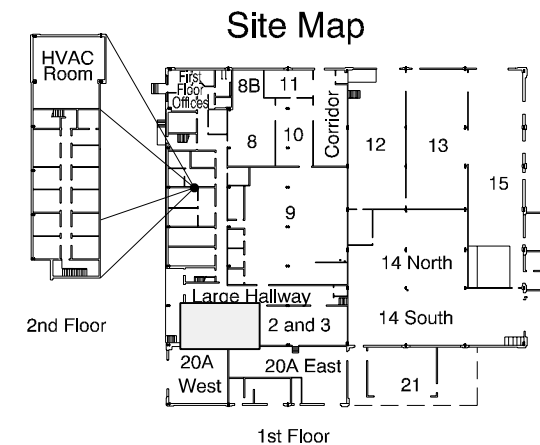 Site Map
HVAC
Room
First
Floor
Offices
8B
11
Corridor
8
10
12
13
15
9
14 North
Large Hallway
2nd Floor
2 and 3
14 South
20A
West
20A East
21
1st Floor